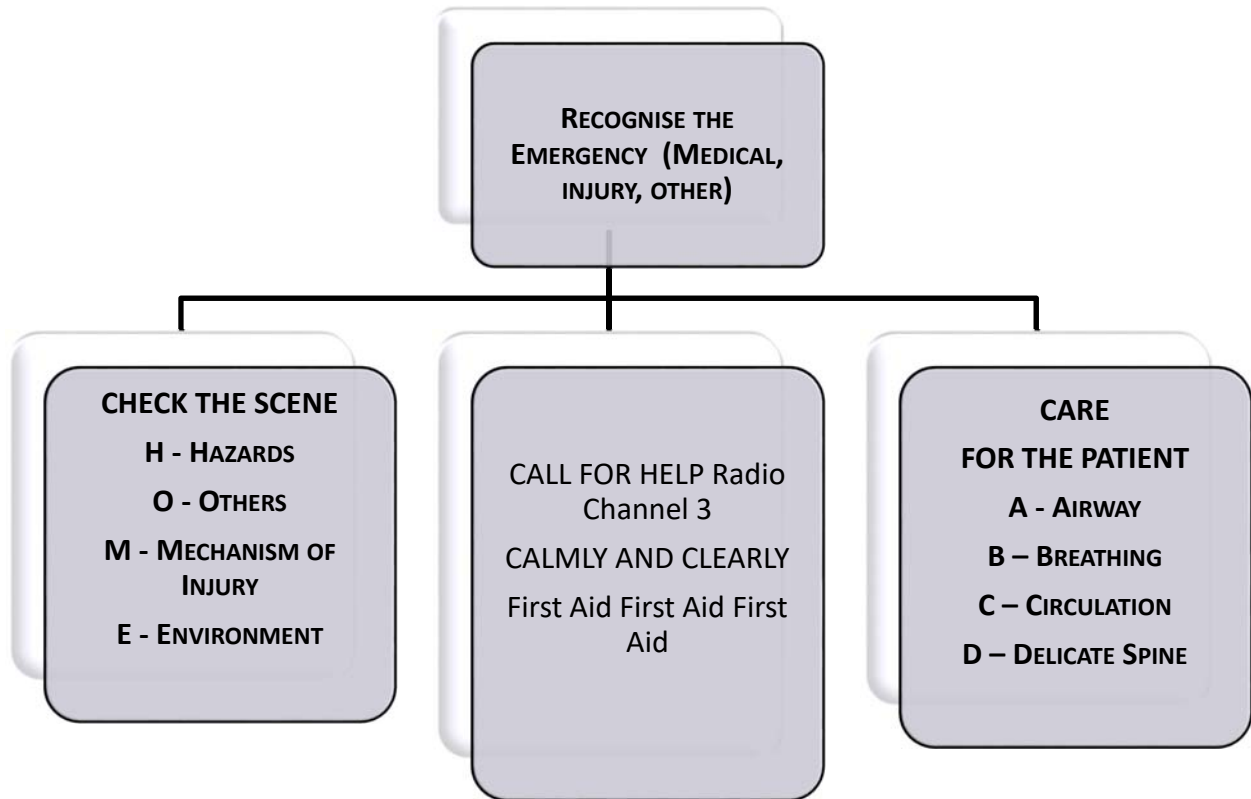 RECOGNISE THE
EMERGENCY (MEDICAL,
INJURY, OTHER)
CHECK THE SCENE
H - HAZARDS
O - OTHERS
M - MECHANISM OF
INJURY
E - ENVIRONMENT
CALL FOR HELP Radio
Channel 3
CALMLY AND CLEARLY
First Aid First Aid First
Aid
CARE
FOR THE PATIENT
A - AIRWAY
B – BREATHING
C – CIRCULATION
D – DELICATE SPINE